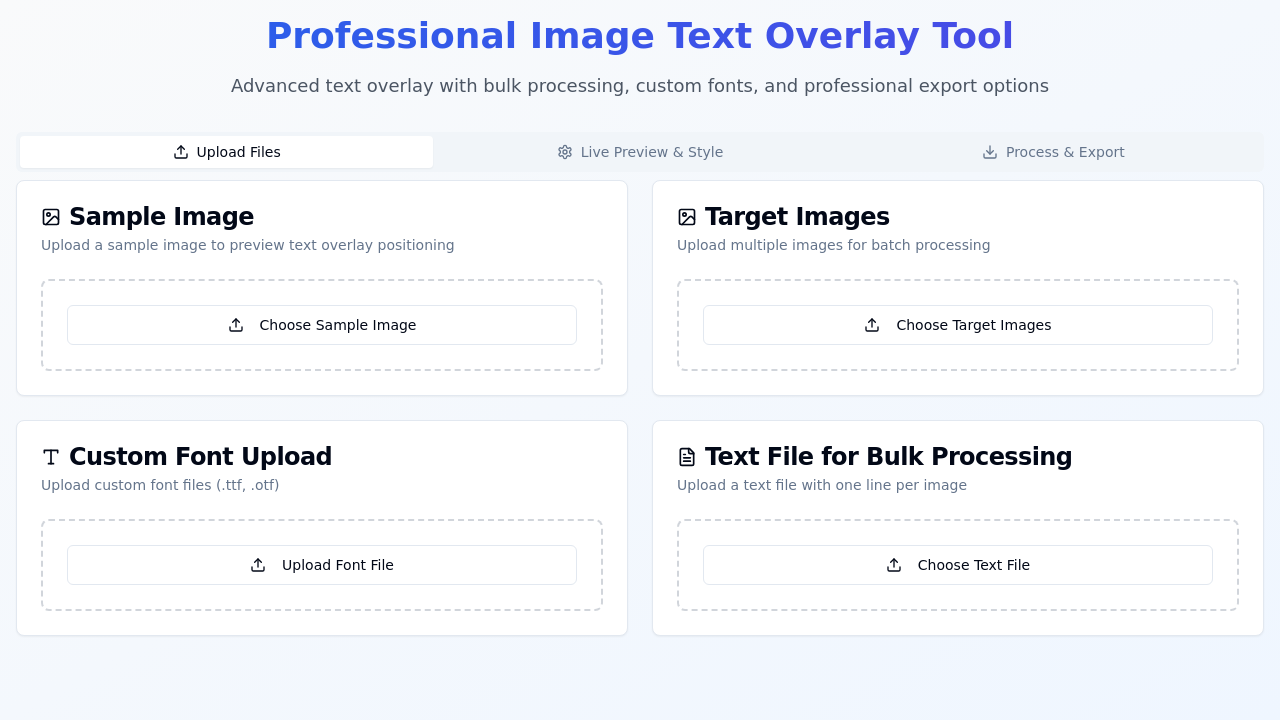 Professional Image Text Overlay Tool
Advanced text overlay with bulk processing, custom fonts, and professional export options
Upload Files
Live Preview & Style
Process & Export
Sample Image
Upload a sample image to preview text overlay positioning
Choose Sample Image
Target Images
Upload multiple images for batch processing
Choose Target Images
Custom Font Upload
Upload custom font files (.ttf, .otf)
Upload Font File
Text File for Bulk Processing
Upload a text file with one line per image
Choose Text File